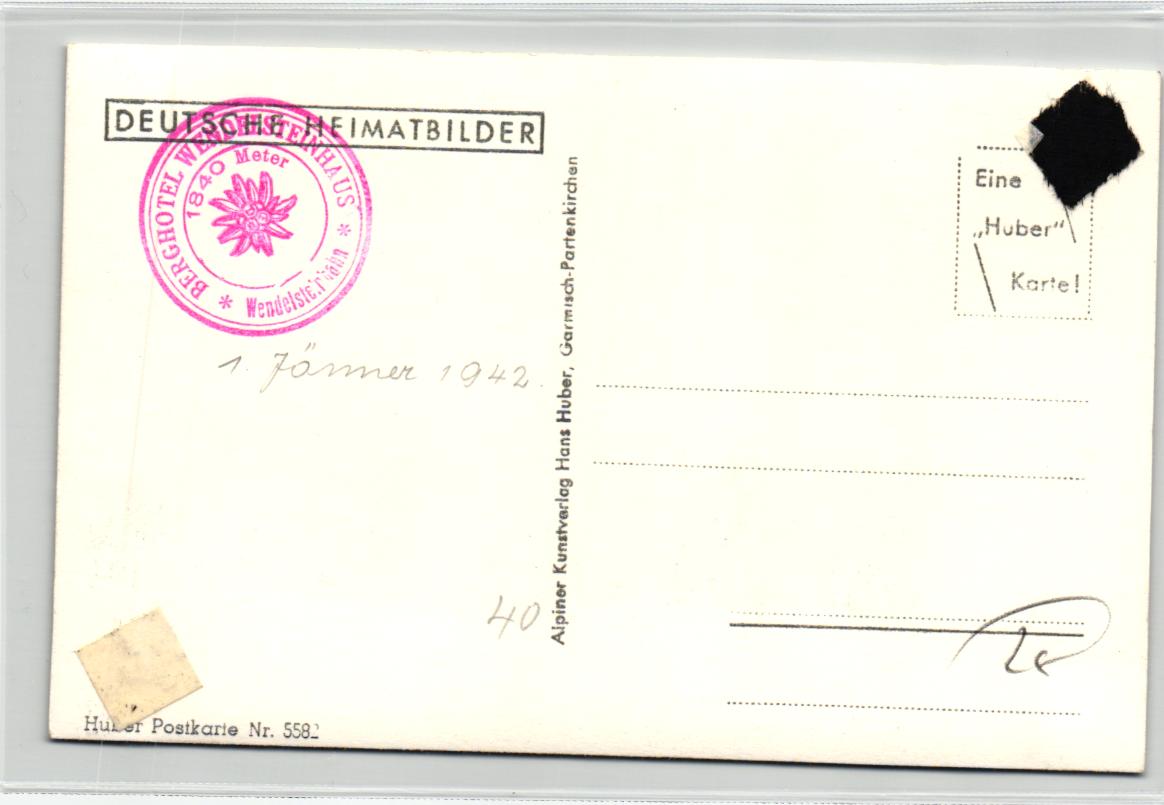 DEUTSCHE HEIMATBILDER
BERGHOTEL WENDELSTEINHAUS
1840 Meter
* Wendelsteinbahn *
1. Jänner 1942.
Alpiner Kunstverlag Hans Huber, Garmisch-Partenkirchen
Eine
„Huber"
Karte!
40
Huber Postkarte Nr. 5582